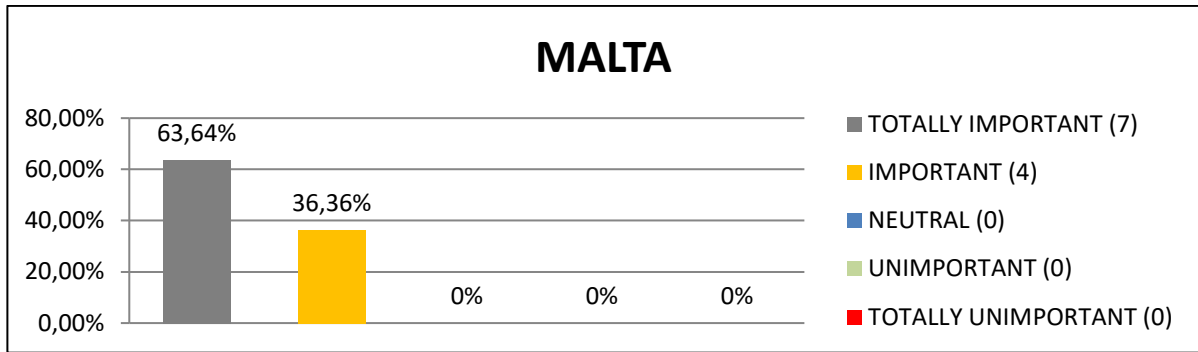 MALTA
80,00%
60,00%
40,00%
20,00%
0,00%
63,64%
36,36%
0%
0%
0%
TOTALLY IMPORTANT (7)
IMPORTANT (4)
NEUTRAL (0)
UNIMPORTANT (0)
TOTALLY UNIMPORTANT (0)